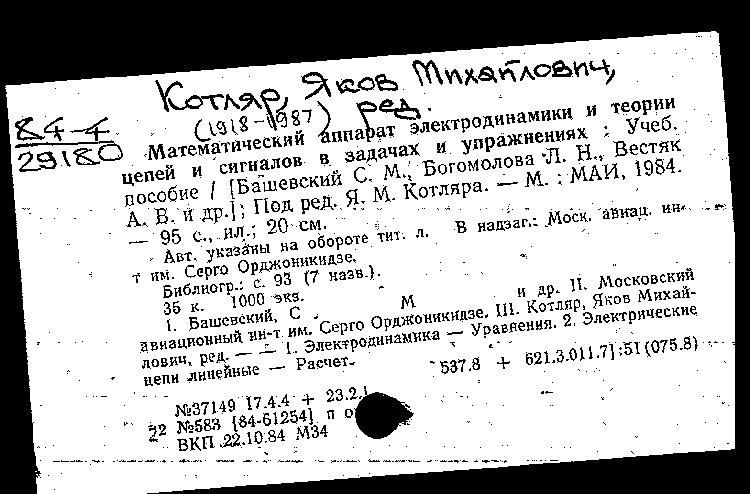 Котляр, Яков Михайлович,
(1918-1987) ред.
84-4
29180
Математический аппарат электродинамики и теории
цепей и сигналов в задачах и упражнениях : Учеб.
пособие / [Башевский С. М., Богомолова Л. Н., Вестяк
А. В. и др.]; Под ред. Я. М. Котляра. — М. : МАИ, 1984.
— 95 с., ил.; 20 см.
Авт. указаны на обороте тит. л. В надзаг.: Моск. авиац. ин-
т им. Серго Орджоникидзе.
Библиогр.: с. 93 (7 назв.).
35 к. 1000 экз.
I. Башевский, С М и др. II. Московский
авиационный ин-т им. Серго Орджоникидзе. III. Котляр, Яков Михай-
лович, ред. — — 1. Электродинамика — Уравнения. 2. Электрические
цепи линейные — Расчет.
537.8 + 621.3.011.7]:51(075.8)
№37149 17.4.4 + 23.2.1
22 №583 [84-61254] п о
ВКП 22.10.84 М34